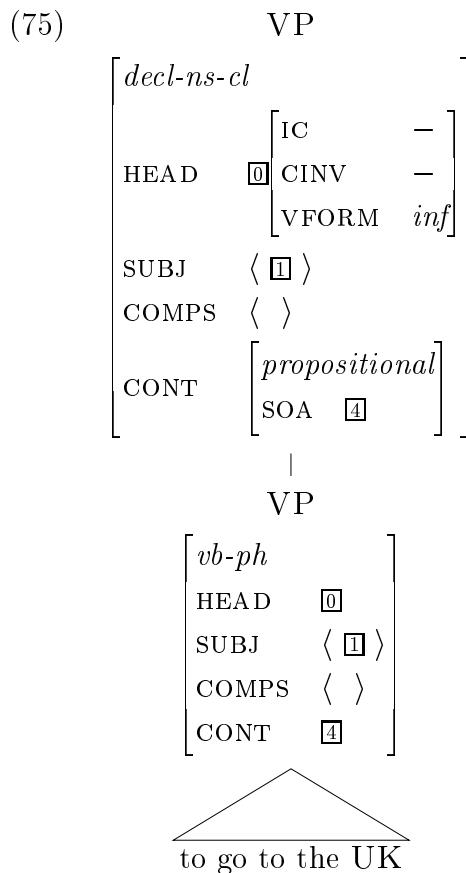 (75) VP
decl-ns-cl
IC –
HEAD 0 CINV –
VFORM inf
SUBJ ⟨ 1 ⟩
COMPS ⟨ ⟩
propositional
CONT
SOA 4
VP
vb-ph
HEAD 0
SUBJ ⟨ 1 ⟩
COMPS ⟨ ⟩
CONT 4
to go to the UK